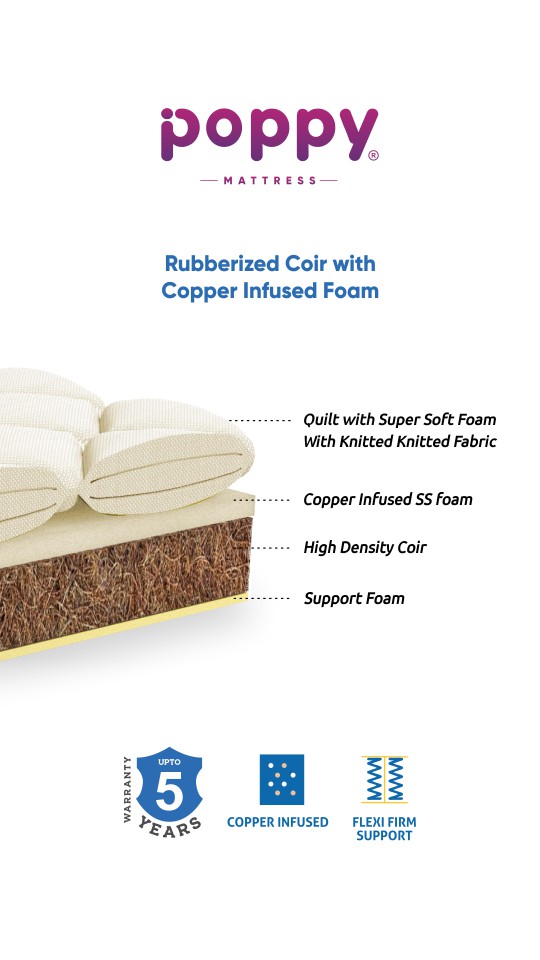 poppy®
MATTRESS
Rubberized Coir with
Copper Infused Foam
Quilt with Super Soft Foam
With Knitted Knitted Fabric
Copper Infused SS foam
High Density Coir
Support Foam
WARRANTY
UPTO
5
YEARS
COPPER INFUSED
FLEXI FIRM
SUPPORT